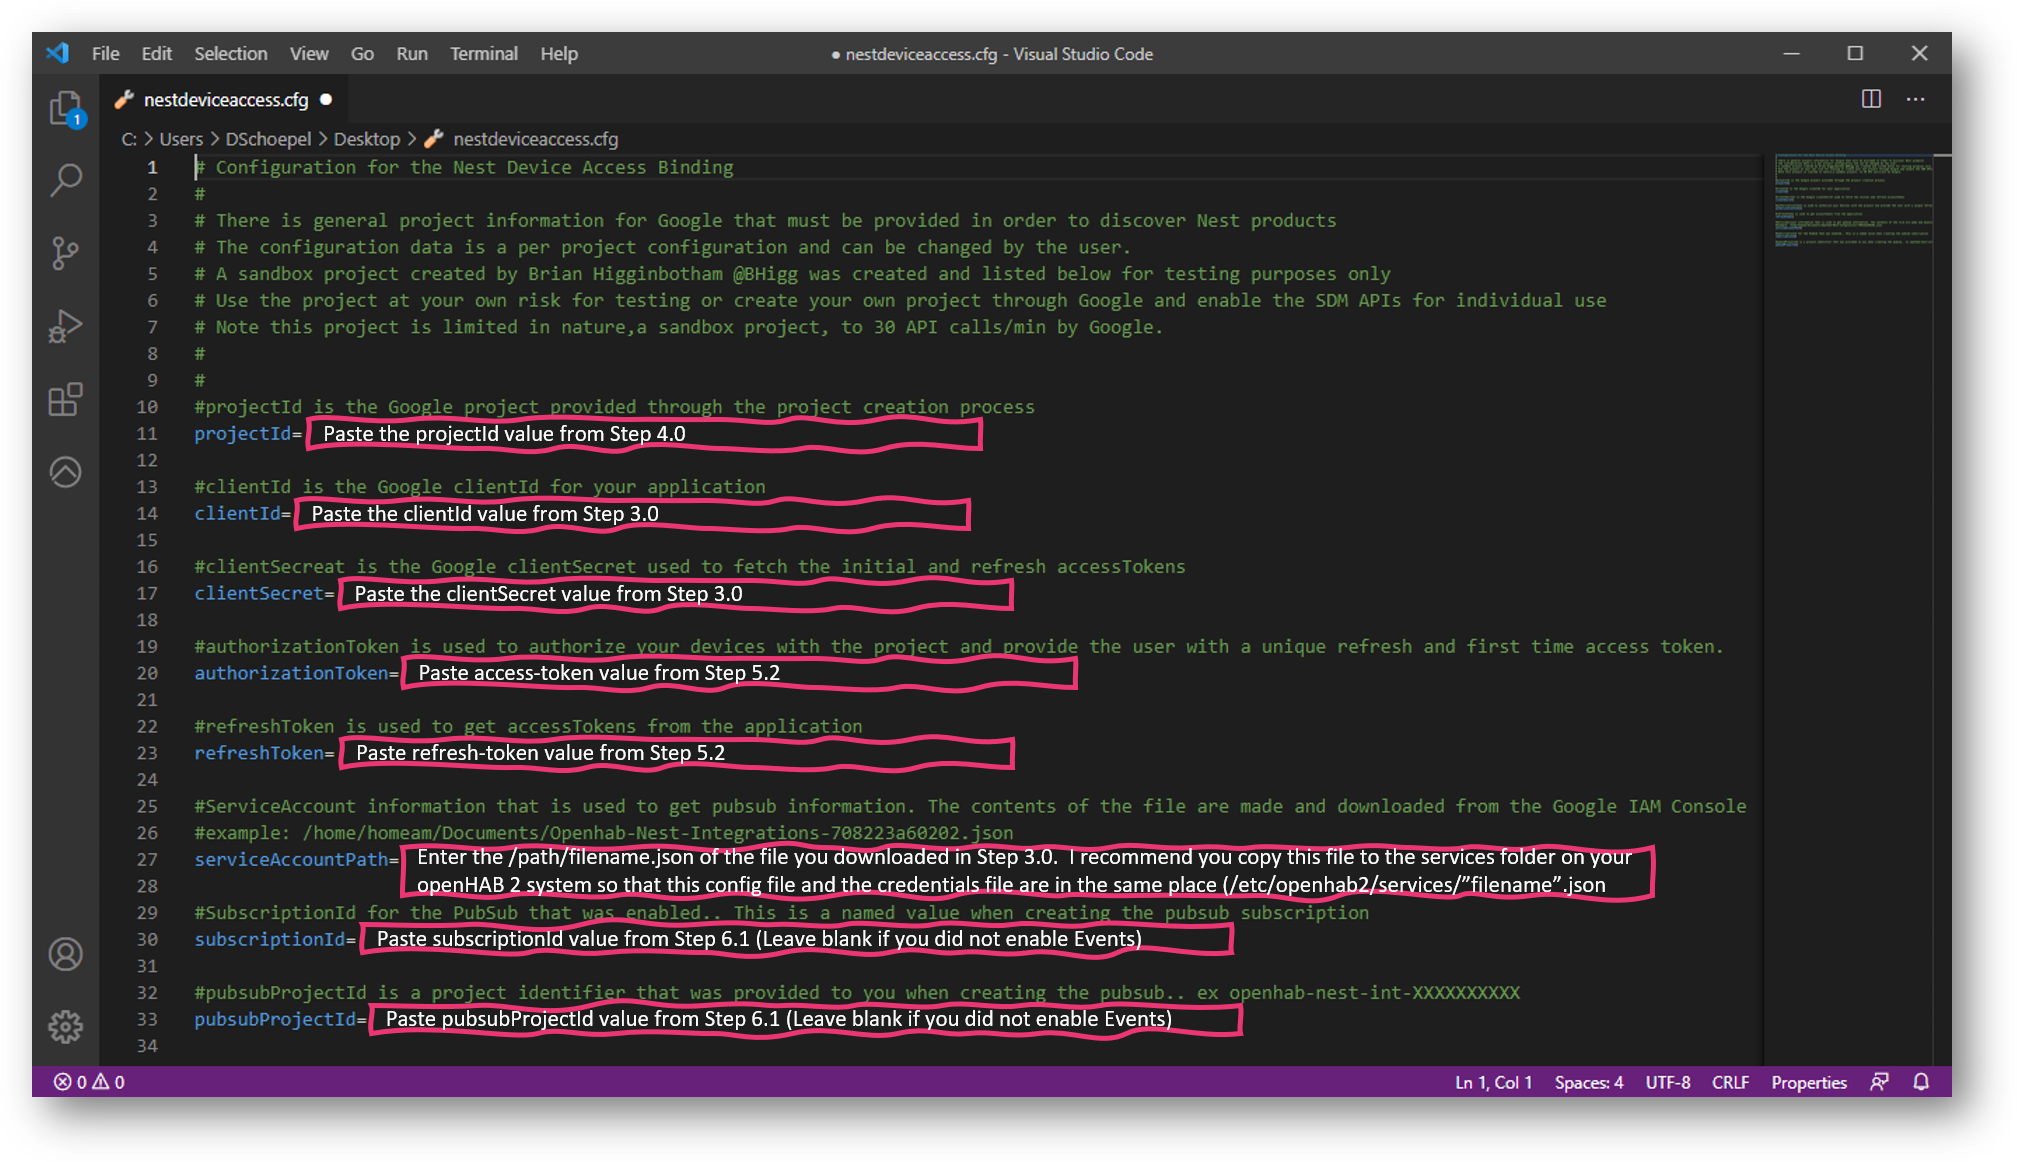 File Edit Selection View Go Run Terminal Help
● nestdeviceaccess.cfg - Visual Studio Code
nestdeviceaccess.cfg ●
1
C: > Users > DSchoepel > Desktop > nestdeviceaccess.cfg
1 # Configuration for the Nest Device Access Binding
2 #
3 # There is general project information for Google that must be provided in order to discover Nest products
4 # The configuration data is a per project configuration and can be changed by the user.
5 # A sandbox project created by Brian Higginbotham @BHigg was created and listed below for testing purposes only
6 # Use the project at your own risk for testing or create your own project through Google and enable the SDM APIs for individual use
7 # Note this project is limited in nature,a sandbox project, to 30 API calls/min by Google.
8 #
9 #
10 #projectId is the Google project provided through the project creation process
11 projectId= Paste the projectId value from Step 4.0
12
13 #clientId is the Google clientId for your application
14 clientId= Paste the clientId value from Step 3.0
15
16 #clientSecreat is the Google clientSecret used to fetch the initial and refresh accessTokens
17 clientSecret= Paste the clientSecret value from Step 3.0
18
19 #authorizationToken is used to authorize your devices with the project and provide the user with a unique refresh and first time access token.
20 authorizationToken= Paste access-token value from Step 5.2
21
22 #refreshToken is used to get accessTokens from the application
23 refreshToken= Paste refresh-token value from Step 5.2
24
25 #ServiceAccount information that is used to get pubsub information. The contents of the file are made and downloaded from the Google IAM Console
26 #example: /home/homeam/Documents/Openhab-Nest-Integrations-708223a60202.json
27 serviceAccountPath= Enter the /path/filename.json of the file you downloaded in Step 3.0. I recommend you copy this file to the services folder on your
28 openHAB 2 system so that this config file and the credentials file are in the same place (/etc/openhab2/services/”filename”.json
29 #SubscriptionId for the PubSub that was enabled.. This is a named value when creating the pubsub subscription
30 subscriptionId= Paste subscriptionId value from Step 6.1 (Leave blank if you did not enable Events)
31
32 #pubsubProjectId is a project identifier that was provided to you when creating the pubsub.. ex openhab-nest-int-XXXXXXXXXX
33 pubsubProjectId= Paste pubsubProjectId value from Step 6.1 (Leave blank if you did not enable Events)
34
0 0 Ln 1, Col 1 Spaces: 4 UTF-8 CRLF Properties